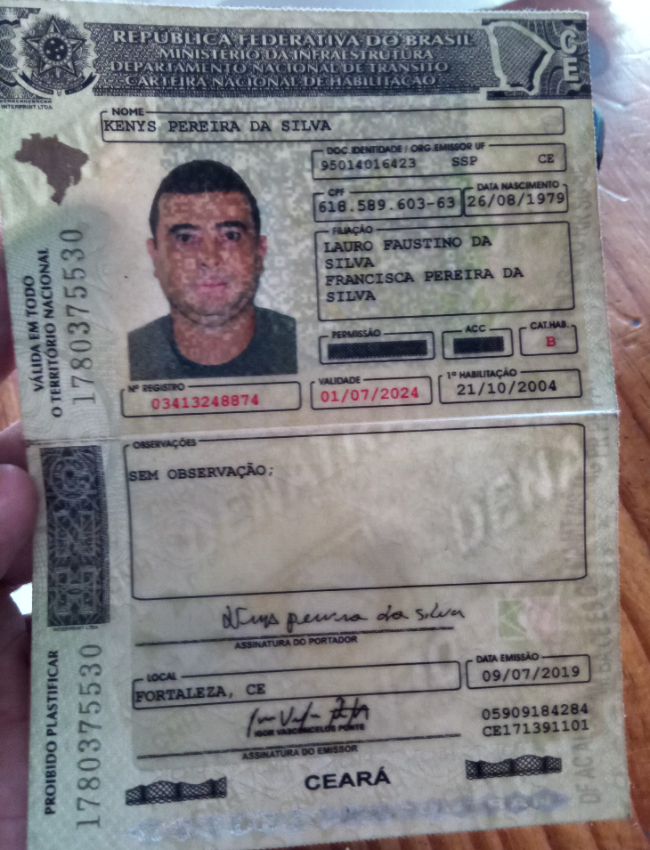 REPÚBLICA FEDERATIVA DO BRASIL
MINISTÉRIO DA INFRAESTRUTURA
DEPARTAMENTO NACIONAL DE TRÂNSITO
CARTEIRA NACIONAL DE HABILITAÇÃO
CE
INTERPRINT LTDA.
NOME
KENYS PEREIRA DA SILVA
DOC. IDENTIDADE / ORG. EMISSOR UF
95014016423 SSP CE
CPF
618.589.603-63
DATA NASCIMENTO
26/08/1979
FILIAÇÃO
LAURO FAUSTINO DA
SILVA
FRANCISCA PEREIRA DA
SILVA
PERMISSÃO
ACC
CAT. HAB.
B
Nº REGISTRO
03413248874
VALIDADE
01/07/2024
1ª HABILITAÇÃO
21/10/2004
VÁLIDA EM TODO
O TERRITÓRIO NACIONAL
1780375530
OBSERVAÇÕES
SEM OBSERVAÇÃO;
Kenys pereira da silva
ASSINATURA DO PORTADOR
LOCAL
FORTALEZA, CE
DATA EMISSÃO
09/07/2019
IGOR VASCONCELOS PONTE
ASSINATURA DO EMISSOR
05909184284
CE171391101
CEARÁ
PROIBIDO PLASTIFICAR
1780375530